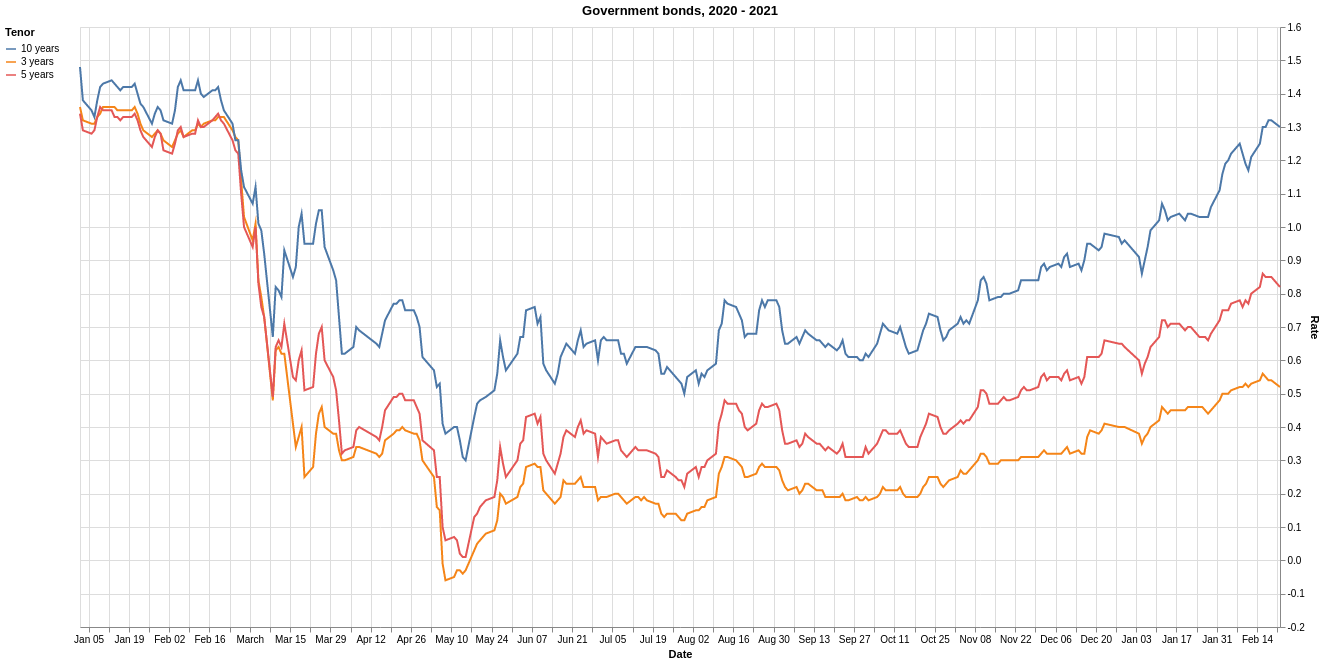 Government bonds, 2020 - 2021
Tenor
10 years
3 years
5 years
1.6
1.5
1.4
1.3
1.2
1.1
1.0
0.9
0.8
0.7
0.6
0.5
0.4
0.3
0.2
0.1
0.0
-0.1
-0.2
Rate
Jan 05 Jan 19 Feb 02 Feb 16 March Mar 15 Mar 29 Apr 12 Apr 26 May 10 May 24 Jun 07 Jun 21 Jul 05 Jul 19 Aug 02 Aug 16 Aug 30 Sep 13 Sep 27 Oct 11 Oct 25 Nov 08 Nov 22 Dec 06 Dec 20 Jan 03 Jan 17 Jan 31 Feb 14
Date